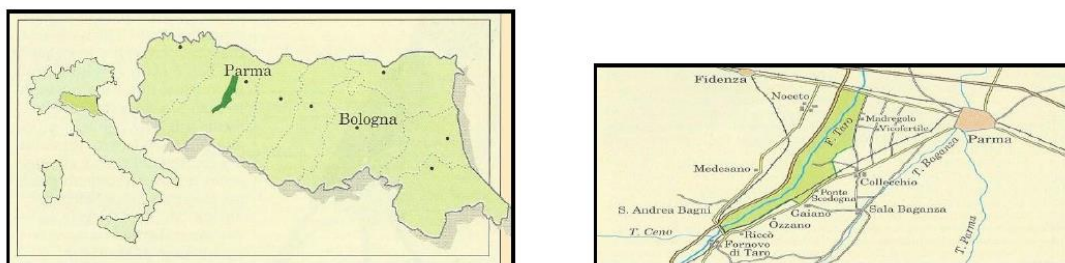 Parma
Bologna
Fidenza
Noceto
Madregolo
Vicofertile
F. Taro
Parma
Medesano
T. Baganza
Collecchio
Ponte
Scodogna
S. Andrea Bagni
Gaiano
Sala Baganza
Ozzano
T. Ceno
Riccò
Fornovo
di Taro
T. Parma